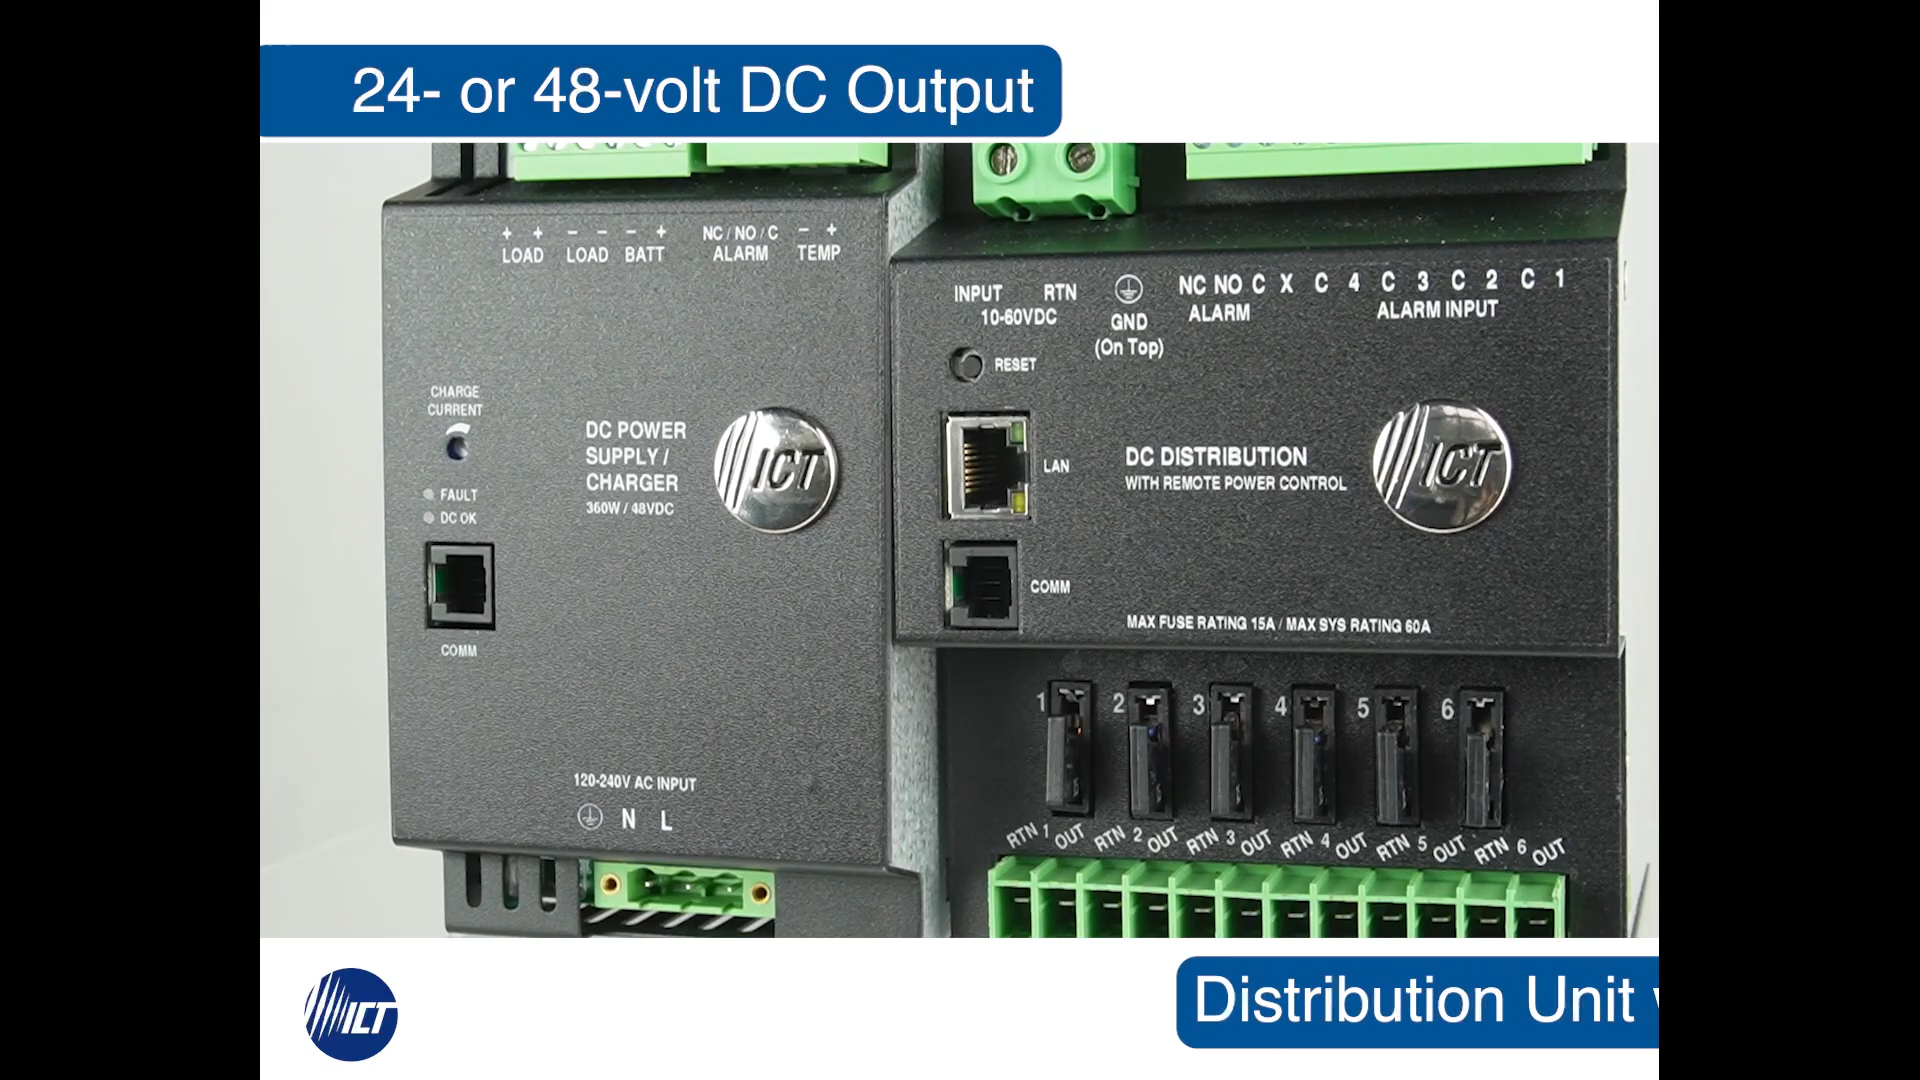 24- or 48-volt DC Output
+ + − − − + NC / NO / C − +
LOAD LOAD BATT ALARM TEMP
CHARGE
CURRENT
FAULT
DC OK
COMM
DC POWER
SUPPLY /
CHARGER
360W / 48VDC
ICT
120-240V AC INPUT
N L
INPUT RTN
10-60VDC
GND
(On Top)
NC NO C X C 4 C 3 C 2 C 1
ALARM ALARM INPUT
RESET
LAN
COMM
DC DISTRIBUTION
WITH REMOTE POWER CONTROL
ICT
MAX FUSE RATING 15A / MAX SYS RATING 60A
1 2 3 4 5 6
RTN 1 OUT RTN 2 OUT RTN 3 OUT RTN 4 OUT RTN 5 OUT RTN 6 OUT
ICT
Distribution Unit